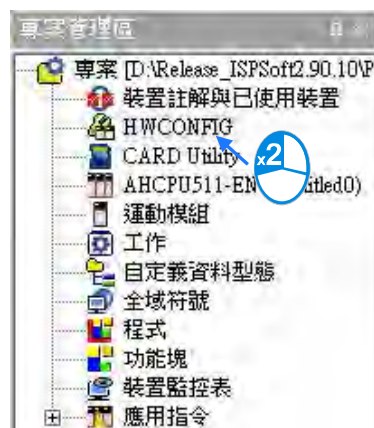 專案管理區
專案 [D:\Release_ISPSoft2.90.10\P
裝置註解與已使用裝置
HWCONFIG
CARD Utility
x2
AHCPU511-EN itled0)
運動模組
工作
自定義資料型態
全域符號
程式
功能塊
裝置監控表
應用指令